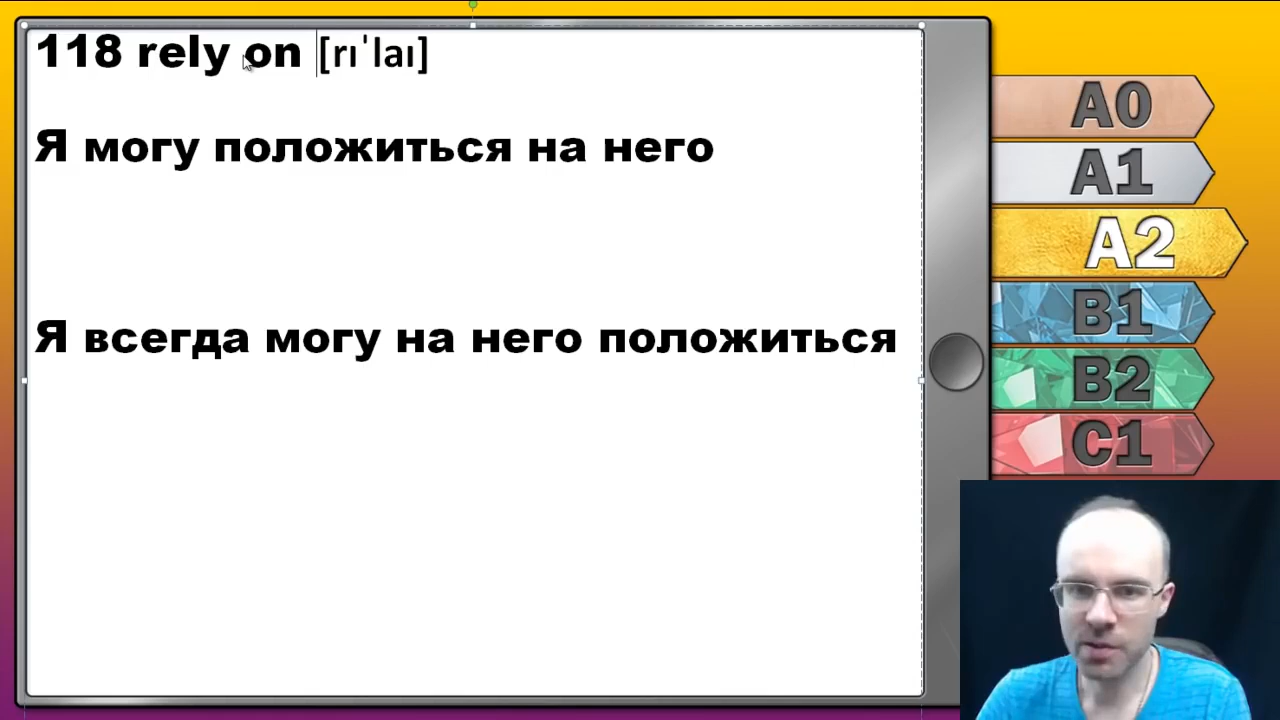 118 rely on [rɪˈlaɪ]
Я могу положиться на него
Я всегда могу на него положиться
A0
A1
A2
B1
B2
C1